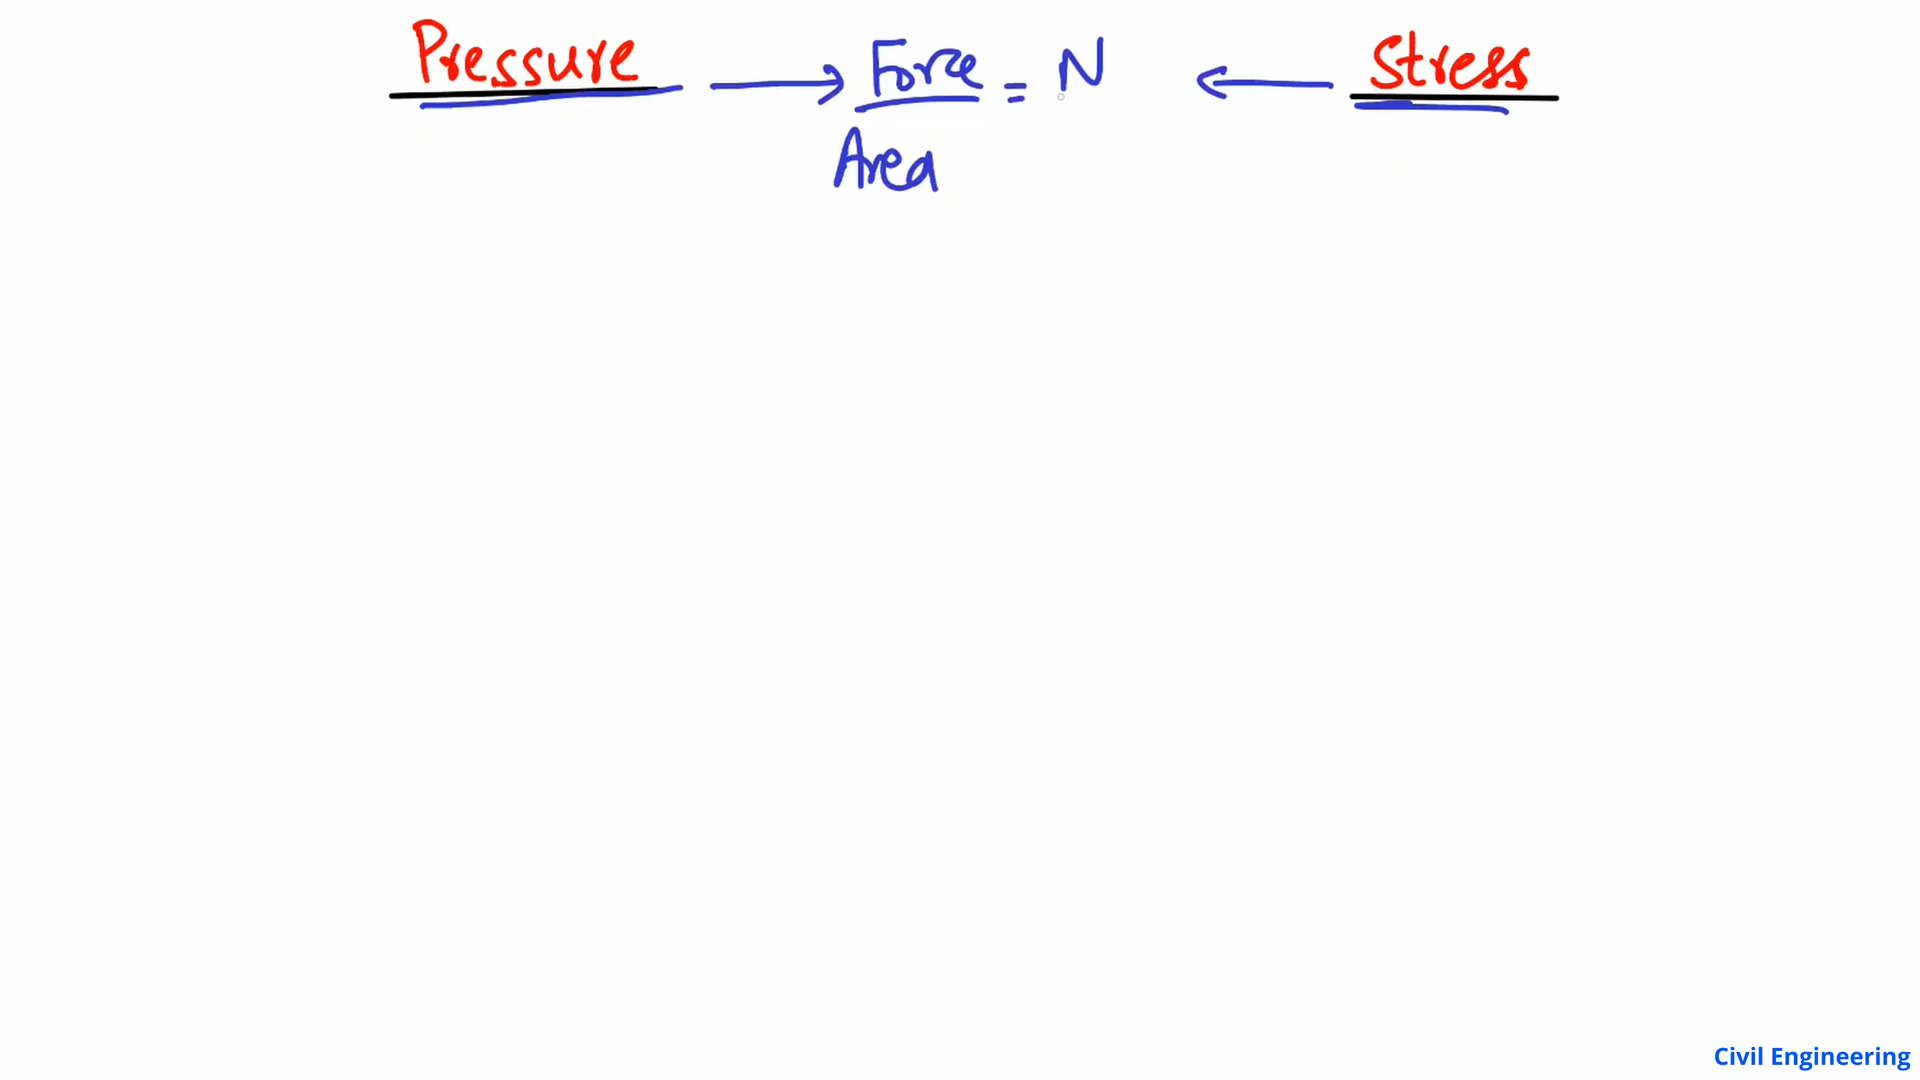 Pressure → Force = N ← Stress
Area
Civil Engineering